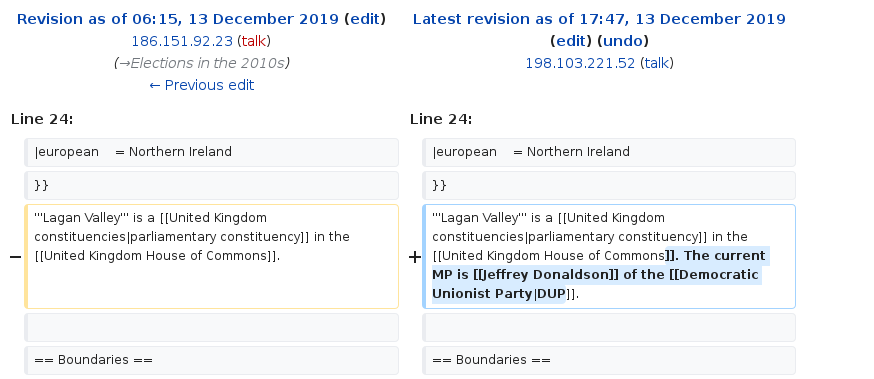 Revision as of 06:15, 13 December 2019 (edit)
186.151.92.23 (talk)
(→Elections in the 2010s)
← Previous edit
Latest revision as of 17:47, 13 December 2019
(edit) (undo)
198.103.221.52 (talk)
Line 24:
Line 24:
|european    = Northern Ireland
|european    = Northern Ireland
}}
}}
−
'''Lagan Valley''' is a [[United Kingdom
constituencies|parliamentary constituency]] in the
[[United Kingdom House of Commons]].
+
'''Lagan Valley''' is a [[United Kingdom
constituencies|parliamentary constituency]] in the
[[United Kingdom House of Commons]]. The current
MP is [[Jeffrey Donaldson]] of the [[Democratic
Unionist Party|DUP]].
== Boundaries ==
== Boundaries ==